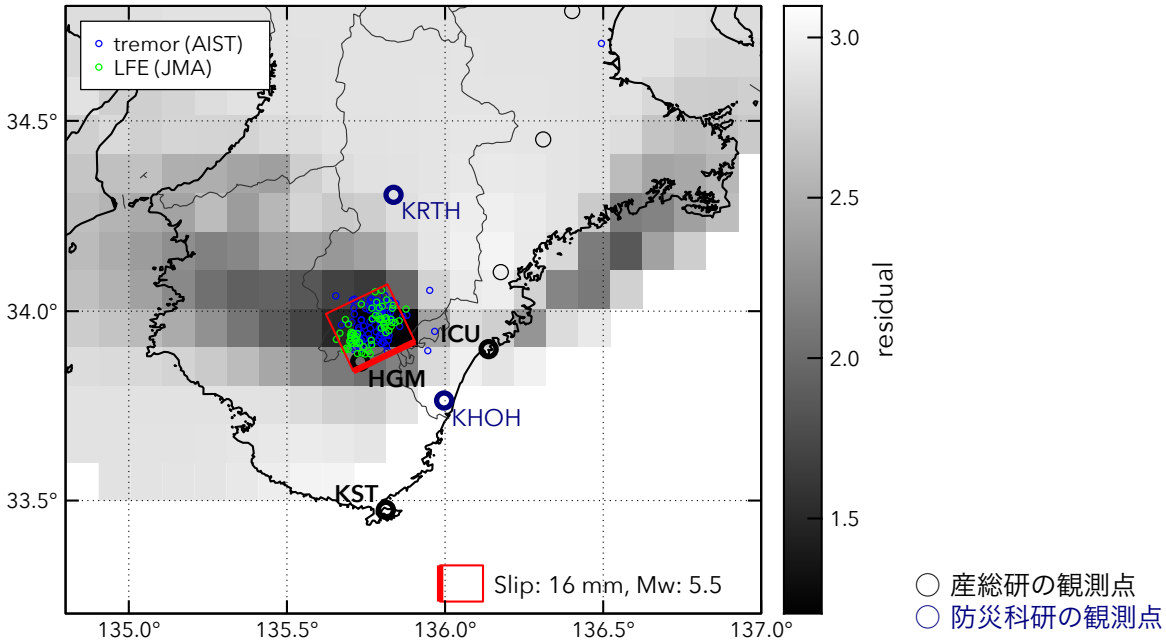 tremor (AIST)
LFE (JMA)
34.5°
34.0°
33.5°
135.0°
135.5°
136.0°
136.5°
137.0°
KRTH
ICU
HGM
KHOH
KST
Slip: 16 mm, Mw: 5.5
3.0
2.5
2.0
1.5
residual
○ 産総研の観測点
○ 防災科研の観測点